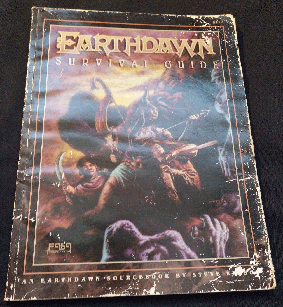 EARTHDAWN
SURVIVAL GUIDE
FASA
AN EARTHDAWN SOURCEBOOK BY